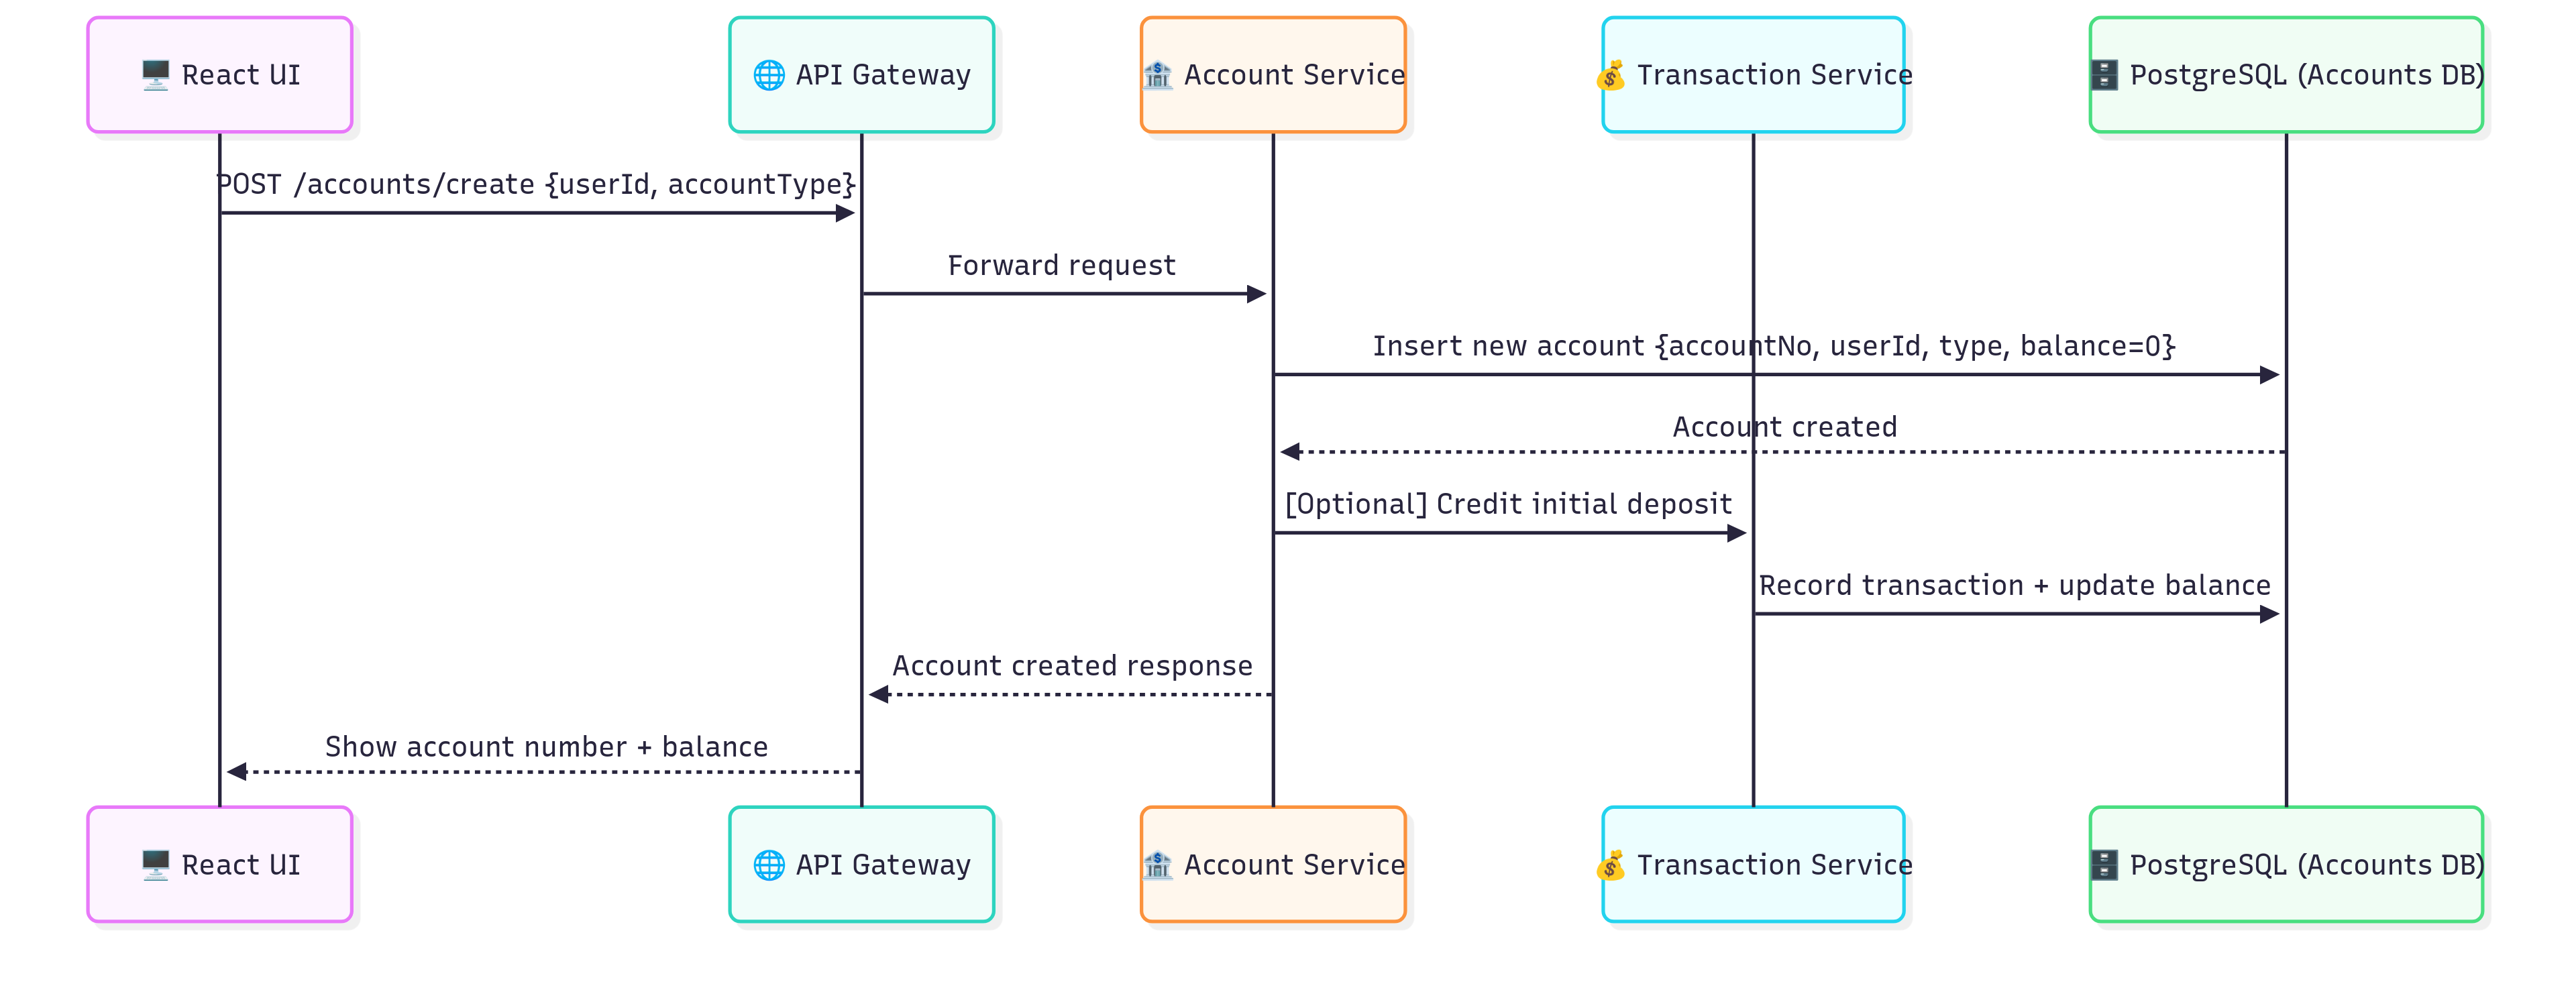 React UI
API Gateway
Account Service
Transaction Service
PostgreSQL (Accounts DB)
POST /accounts/create {userId, accountType}
Forward request
Insert new account {accountNo, userId, type, balance=0}
Account created
[Optional] Credit initial deposit
Record transaction + update balance
Account created response
Show account number + balance
React UI
API Gateway
Account Service
Transaction Service
PostgreSQL (Accounts DB)